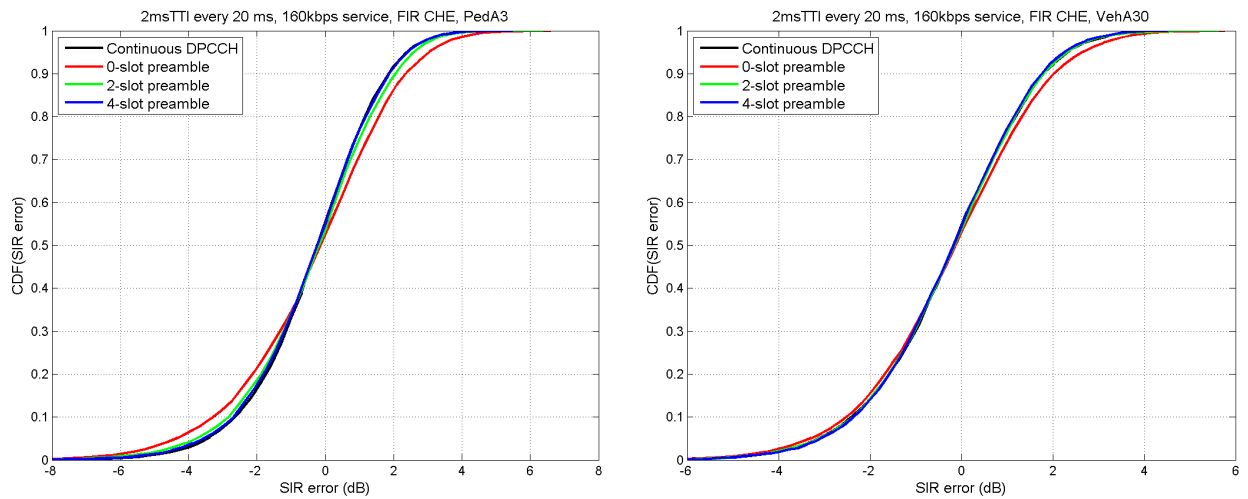 2msTTI every 20 ms, 160kbps service, FIR CHE, PedA3
1
0.9
0.8
0.7
0.6
0.5
0.4
0.3
0.2
0.1
0
CDF(SIR error)
Continuous DPCCH
0-slot preamble
2-slot preamble
4-slot preamble
-8 -6 -4 -2 0 2 4 6 8
SIR error (dB)
2msTTI every 20 ms, 160kbps service, FIR CHE, VehA30
1
0.9
0.8
0.7
0.6
0.5
0.4
0.3
0.2
0.1
0
CDF(SIR error)
Continuous DPCCH
0-slot preamble
2-slot preamble
4-slot preamble
-6 -4 -2 0 2 4 6
SIR error (dB)